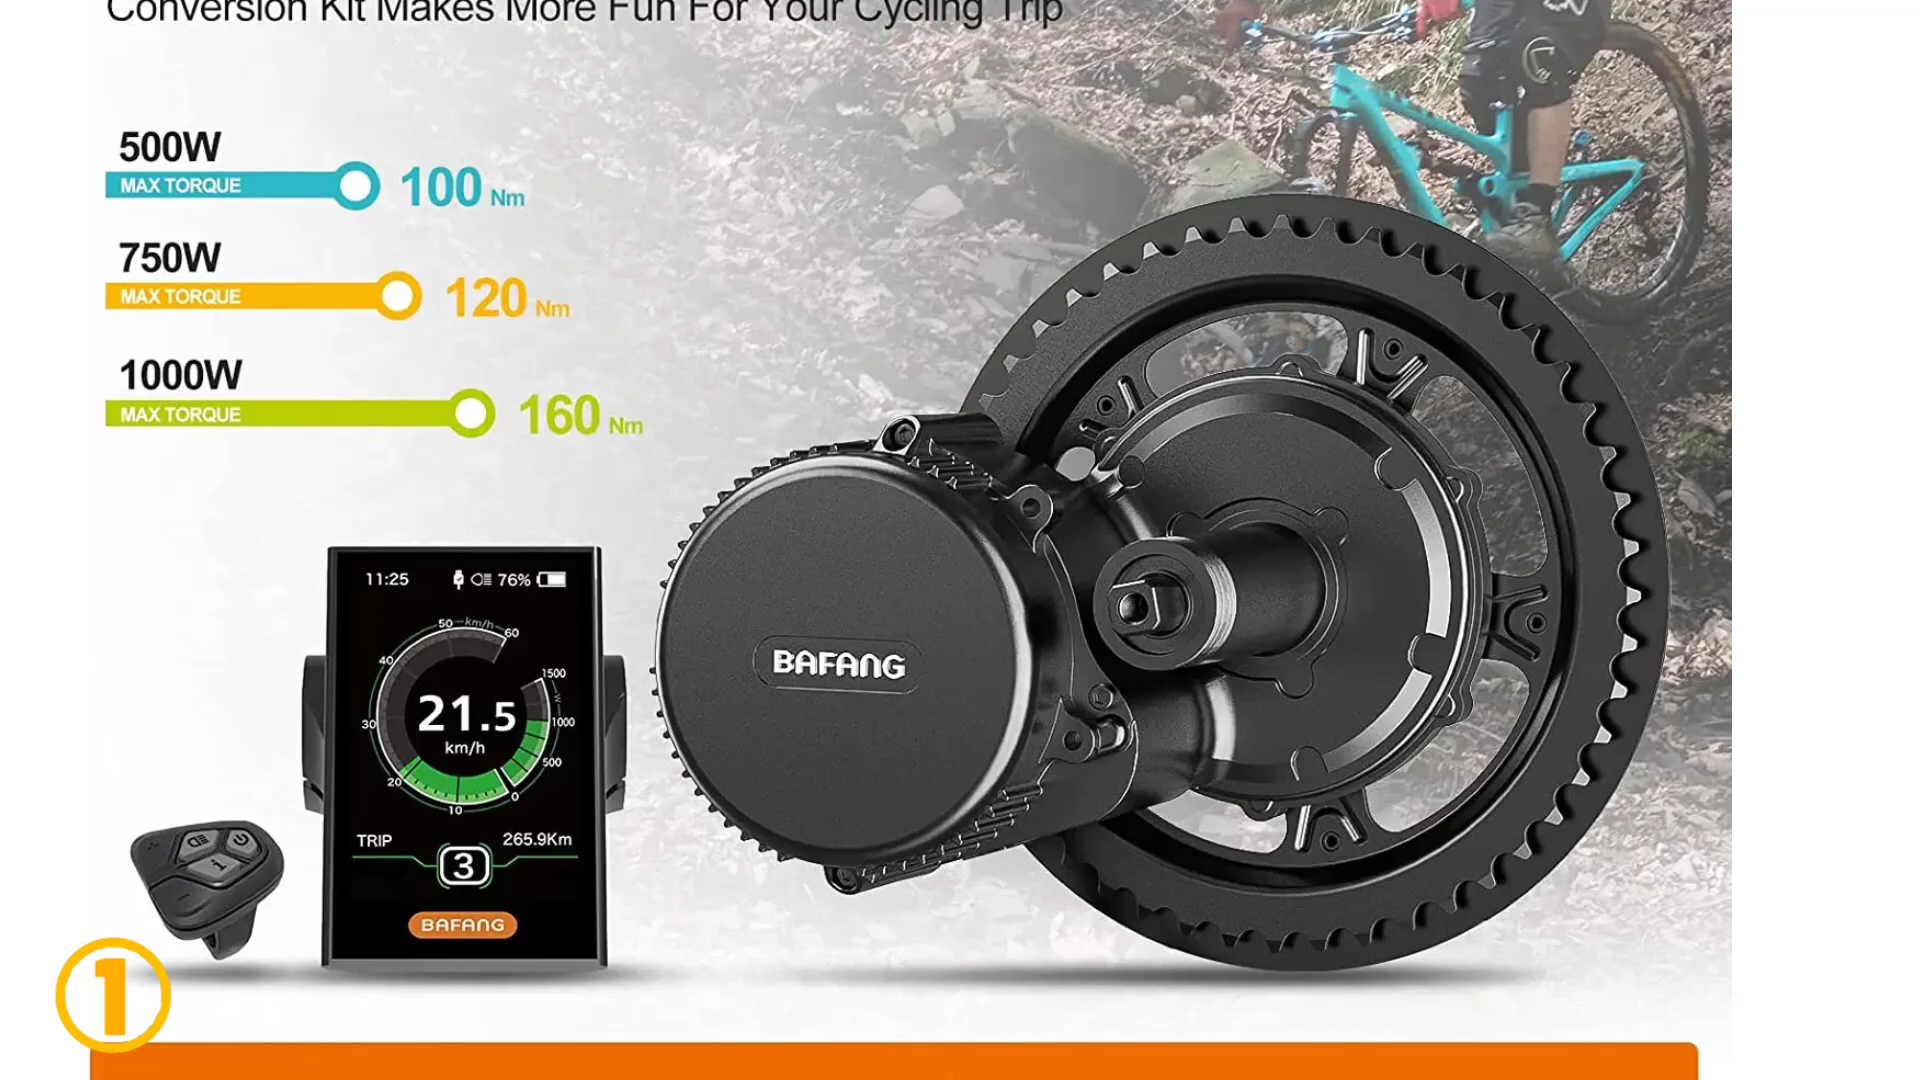 Conversion Kit Makes More Fun For Your Cycling Trip
500W
MAX TORQUE
100 Nm
750W
MAX TORQUE
120 Nm
1000W
MAX TORQUE
160 Nm
11:25 76%
50 km/h 60
40
1500
W
21.5
30
1000
km/h
500
20
0
10
TRIP 265.9Km
3
BAFANG
BAFANG
i
1